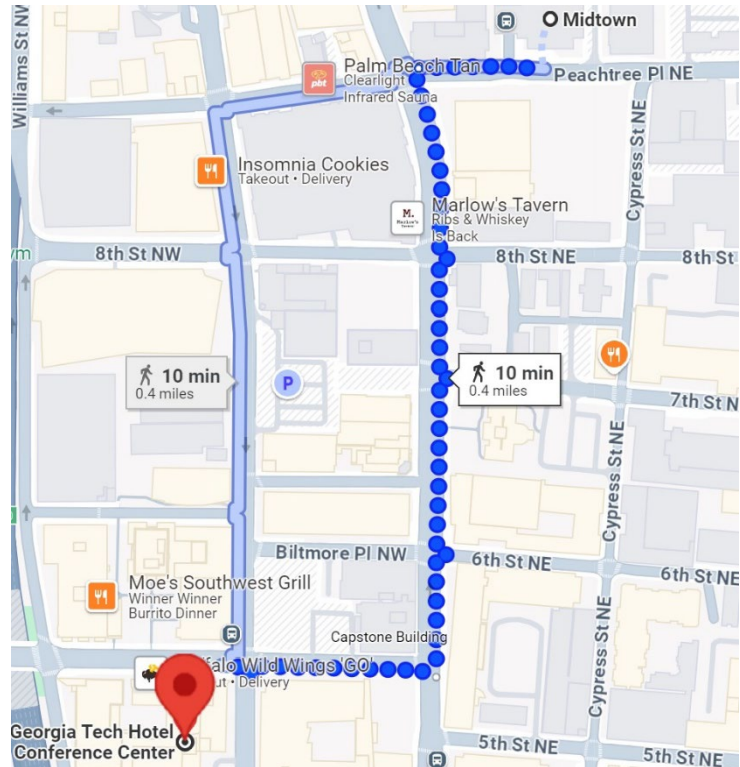 Midtown
Williams St NW
Palm Beach Tan
Clearlight
Infrared Sauna
pbt
Peachtree Pl NE
Insomnia Cookies
Takeout • Delivery
Cypress St NE
M.
Marlow's Tavern
Ribs & Whiskey
Is Back
8th St NW
8th St NE
8th St
ym
10 min
0.4 miles
P
10 min
0.4 miles
7th St N
Cypress St NE
Biltmore Pl NW
6th St NE
6th St NE
Moe's Southwest Grill
Winner Winner
Burrito Dinner
Capstone Building
falo Wild Wings 'GO'
ut • Delivery
Georgia Tech Hotel
Conference Center
5th St NE
5th St NE